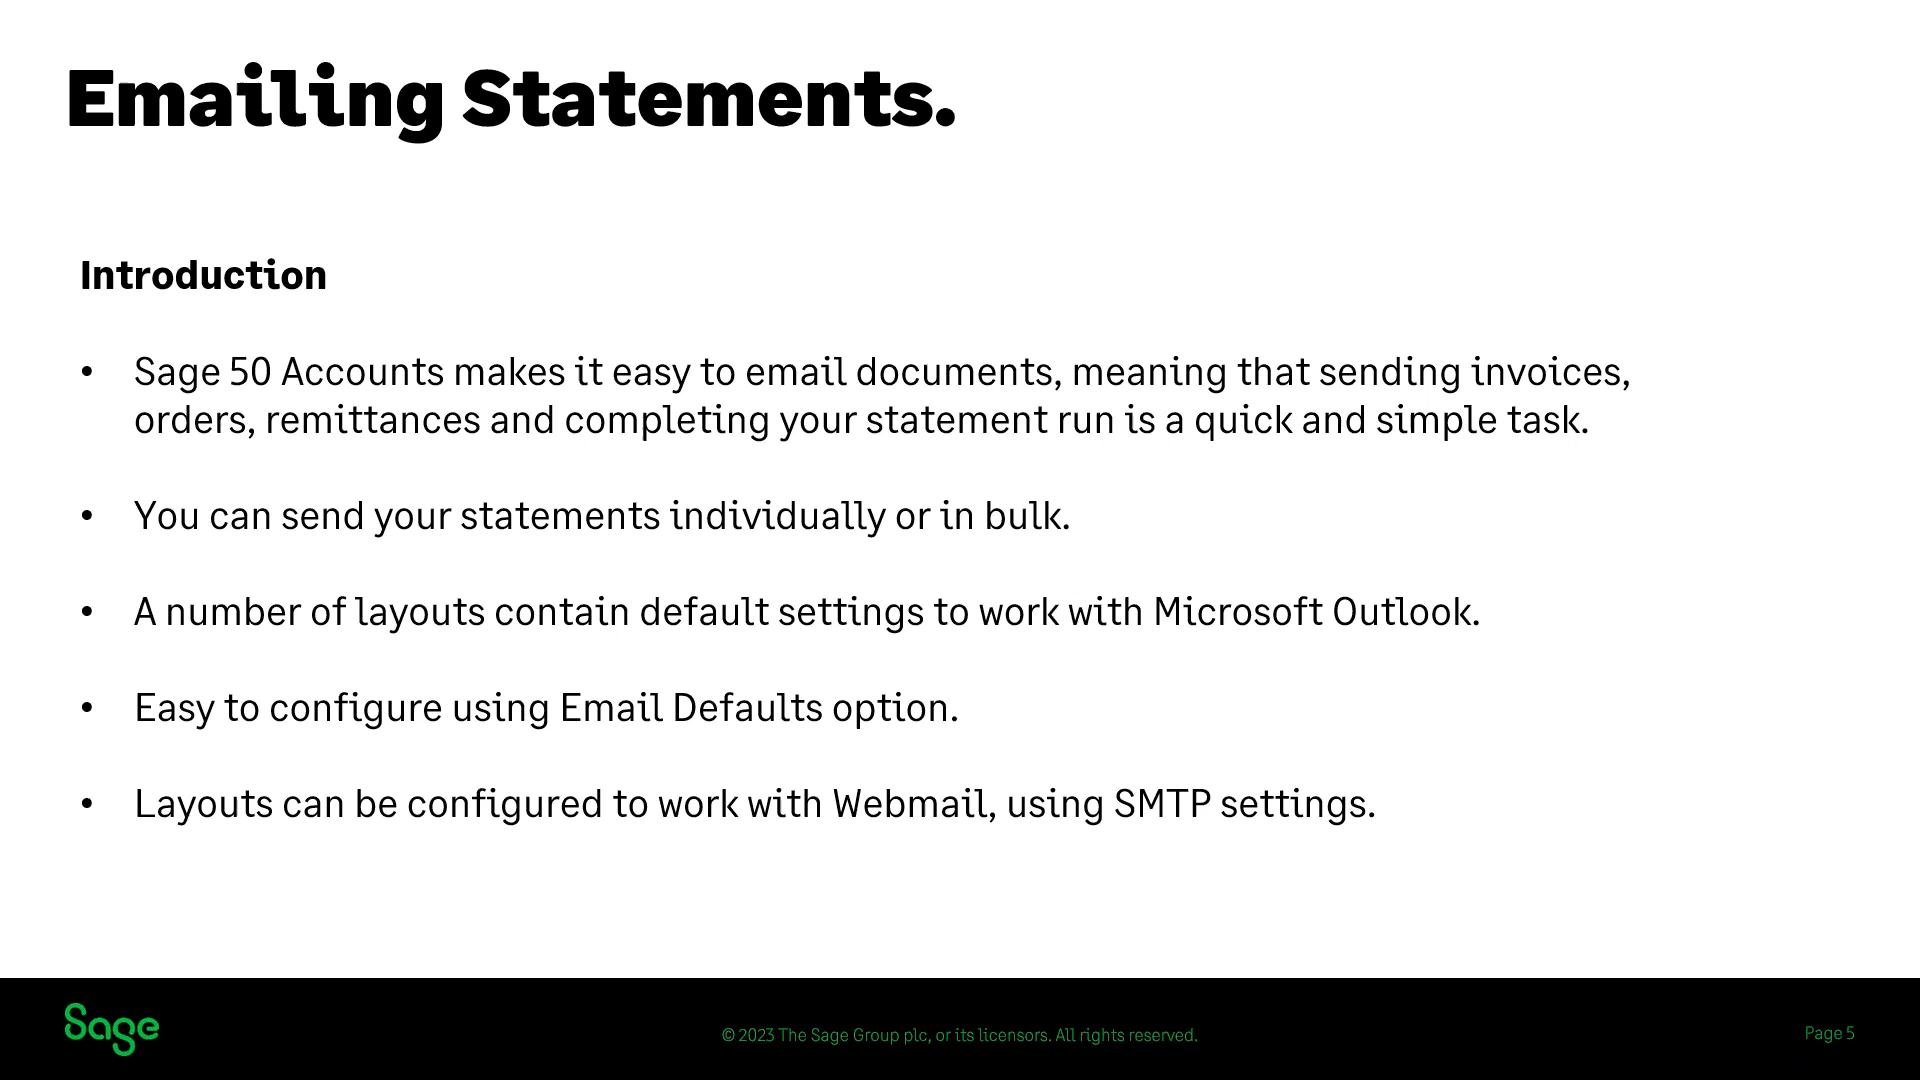 Emailing Statements.
Introduction
• Sage 50 Accounts makes it easy to email documents, meaning that sending invoices,
orders, remittances and completing your statement run is a quick and simple task.
• You can send your statements individually or in bulk.
• A number of layouts contain default settings to work with Microsoft Outlook.
• Easy to configure using Email Defaults option.
• Layouts can be configured to work with Webmail, using SMTP settings.
Sage
© 2023 The Sage Group plc, or its licensors. All rights reserved.
Page 5